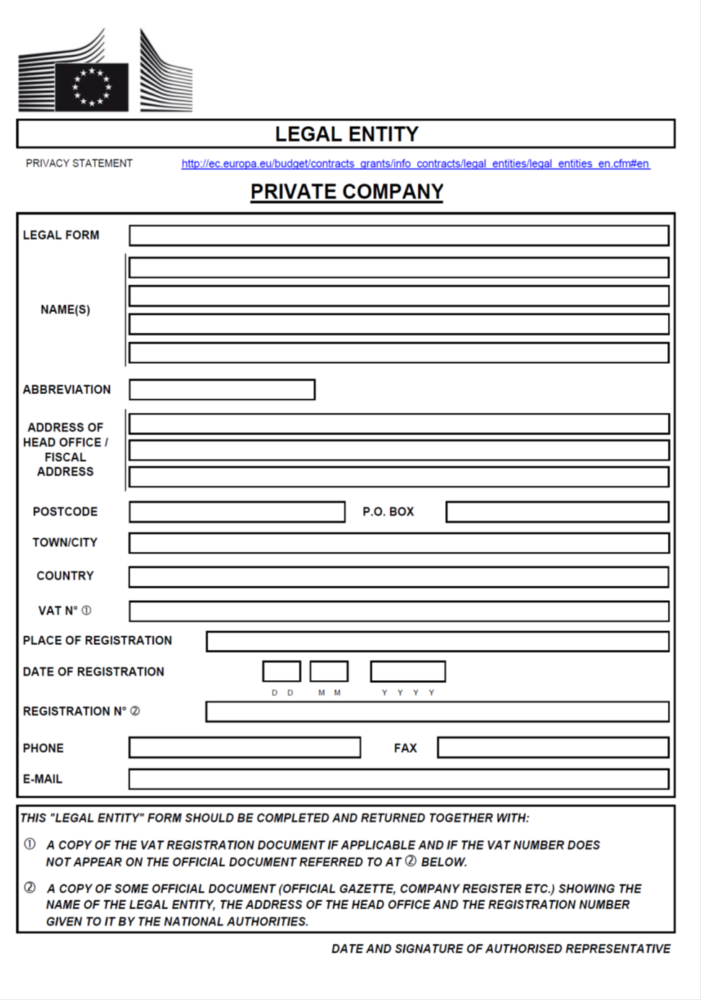 LEGAL ENTITY
PRIVACY STATEMENT http://ec.europa.eu/budget/contracts_grants/info_contracts/legal_entities/legal_entities_en.cfm#en
PRIVATE COMPANY
LEGAL FORM
NAME(S)
ABBREVIATION
ADDRESS OF
HEAD OFFICE /
FISCAL
ADDRESS
POSTCODE P.O. BOX
TOWN/CITY
COUNTRY
VAT N° ①
PLACE OF REGISTRATION
DATE OF REGISTRATION
D D M M Y Y Y Y
REGISTRATION N° ②
PHONE FAX
E-MAIL
THIS "LEGAL ENTITY" FORM SHOULD BE COMPLETED AND RETURNED TOGETHER WITH:
① A COPY OF THE VAT REGISTRATION DOCUMENT IF APPLICABLE AND IF THE VAT NUMBER DOES
NOT APPEAR ON THE OFFICIAL DOCUMENT REFERRED TO AT ② BELOW.
② A COPY OF SOME OFFICIAL DOCUMENT (OFFICIAL GAZETTE, COMPANY REGISTER ETC.) SHOWING THE
NAME OF THE LEGAL ENTITY, THE ADDRESS OF THE HEAD OFFICE AND THE REGISTRATION NUMBER
GIVEN TO IT BY THE NATIONAL AUTHORITIES.
DATE AND SIGNATURE OF AUTHORISED REPRESENTATIVE